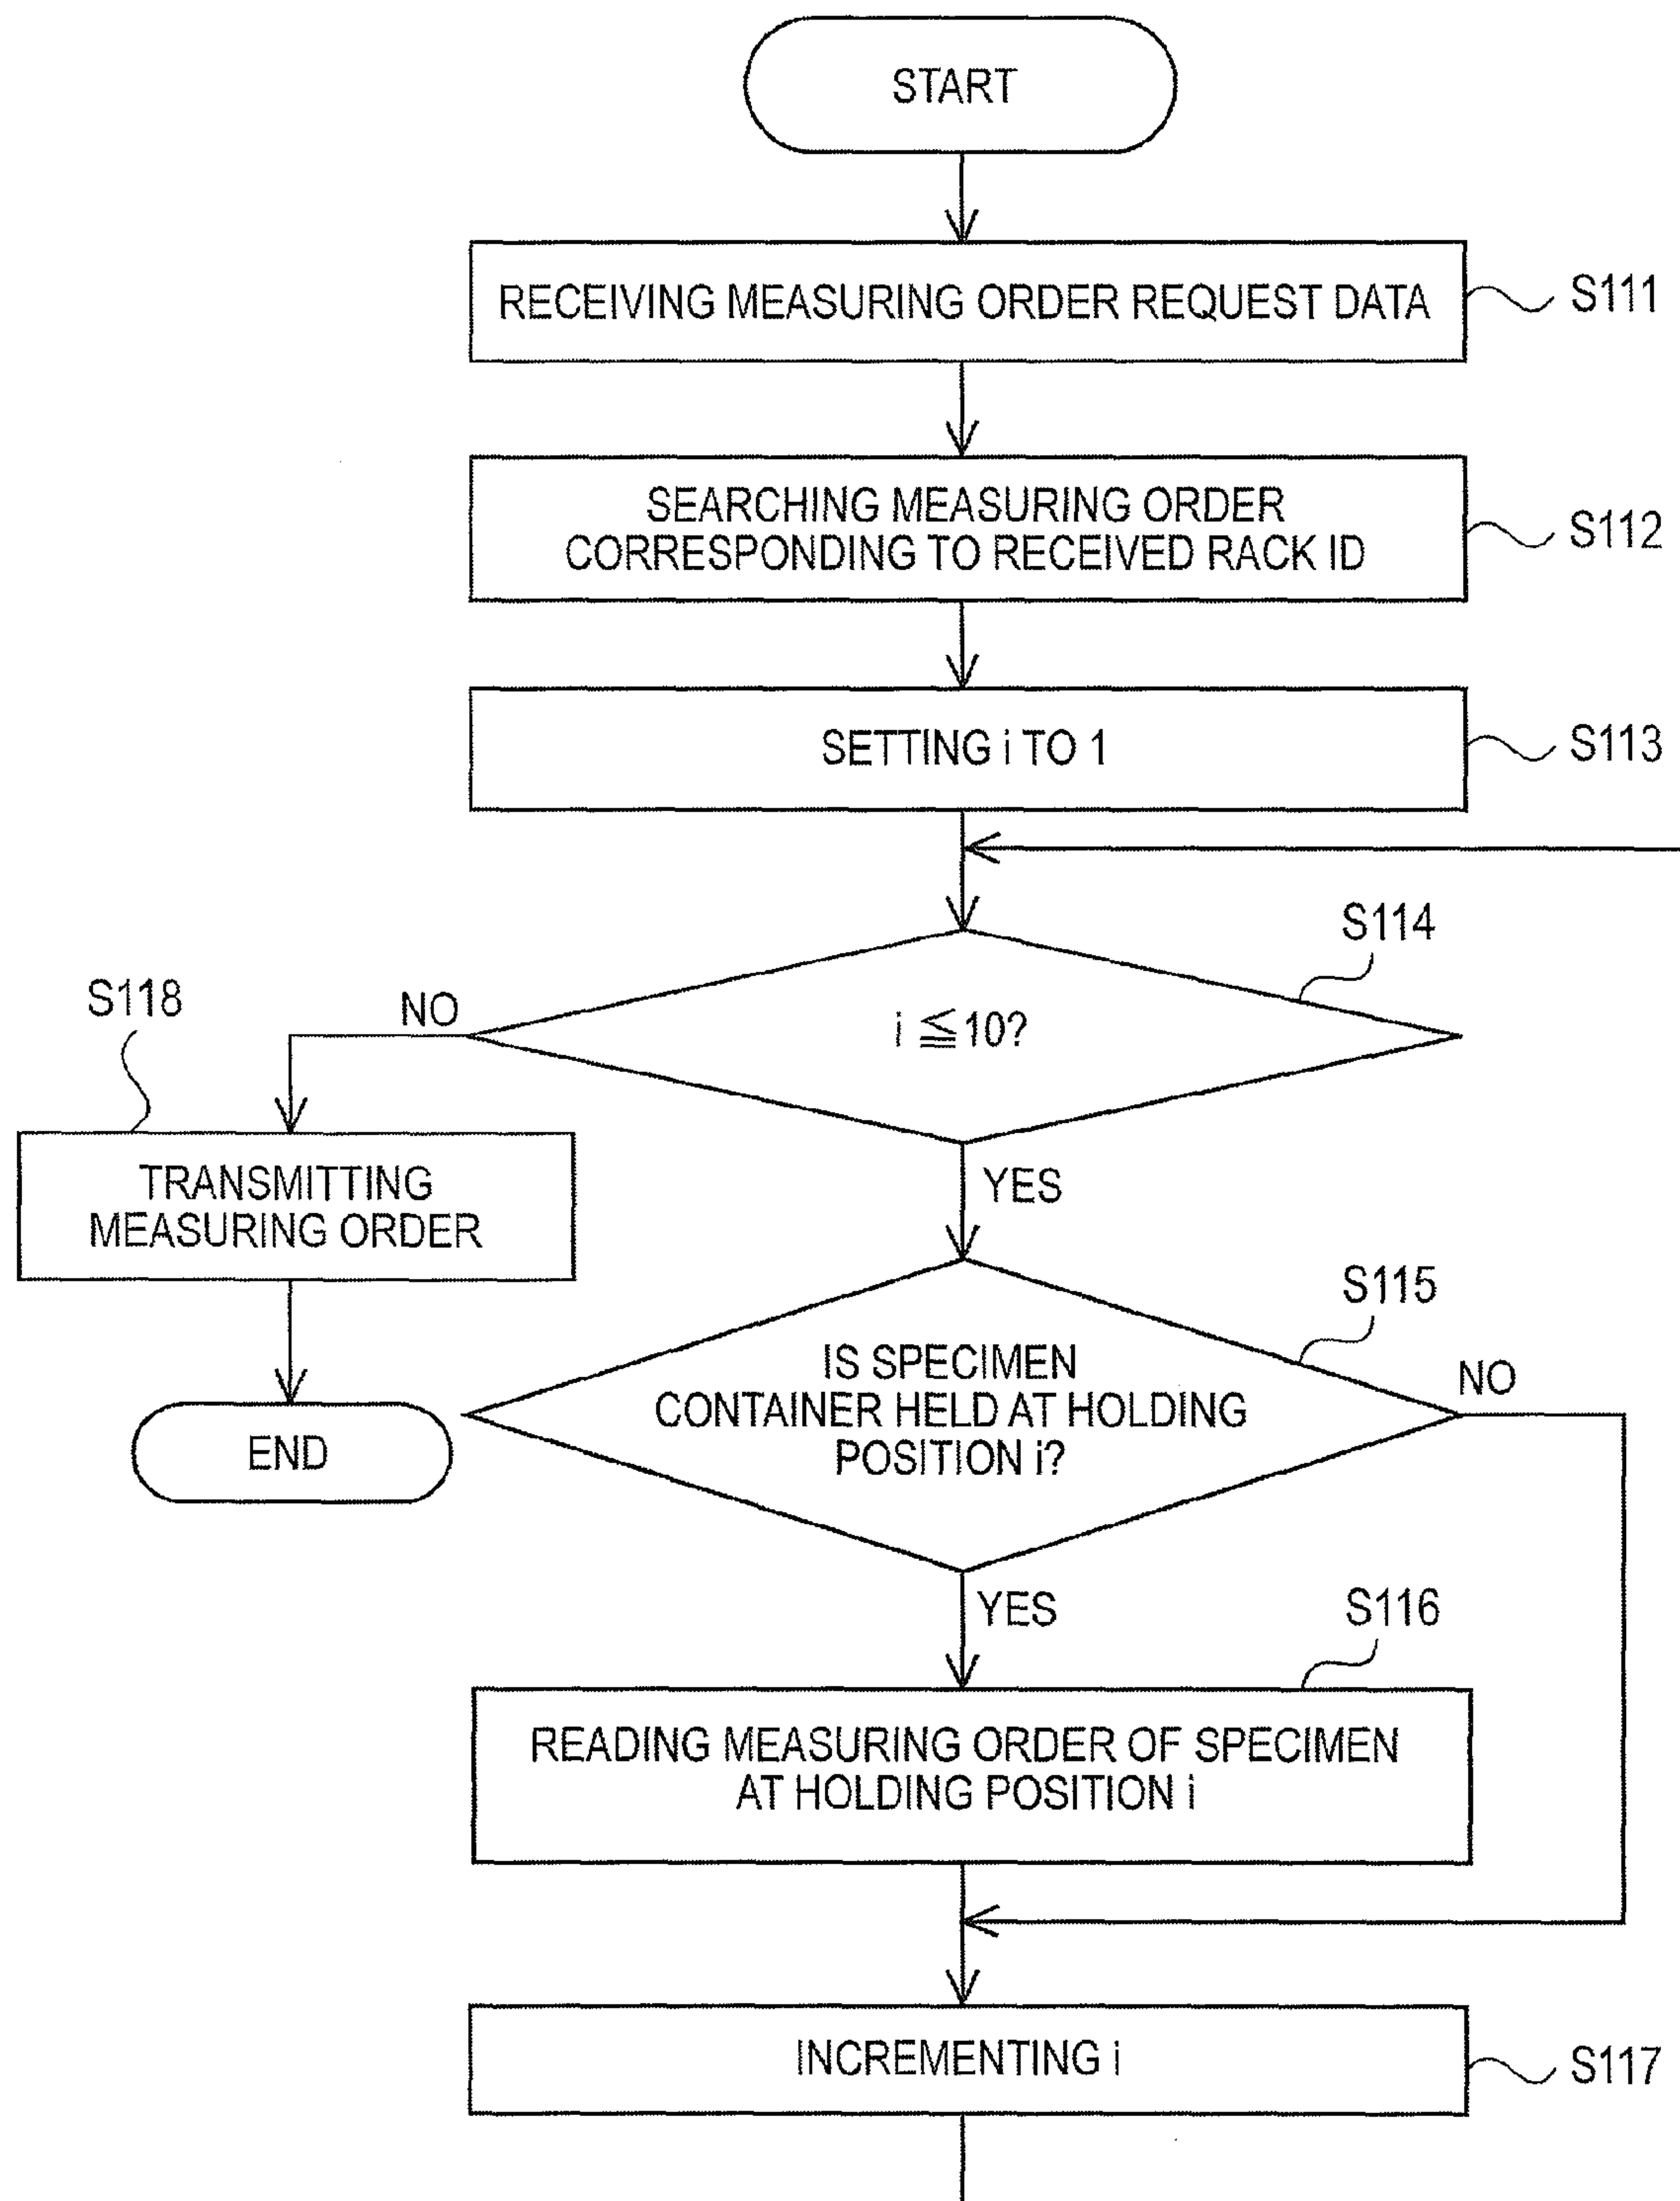 START
RECEIVING MEASURING ORDER REQUEST DATA
S111
SEARCHING MEASURING ORDER
CORRESPONDING TO RECEIVED RACK ID
S112
SETTING i TO 1
S113
S114
i ≦10?
NO
YES
S118
TRANSMITTING
MEASURING ORDER
END
S115
IS SPECIMEN
CONTAINER HELD AT HOLDING
POSITION i?
NO
YES
S116
READING MEASURING ORDER OF SPECIMEN
AT HOLDING POSITION i
INCREMENTING i
S117